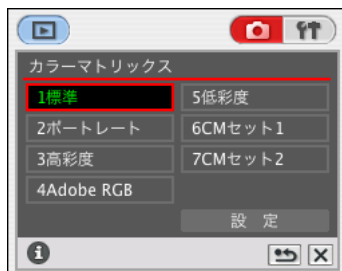 カラーマトリックス
1標準
2ポートレート
3高彩度
4Adobe RGB
5低彩度
6CMセット1
7CMセット2
設 定